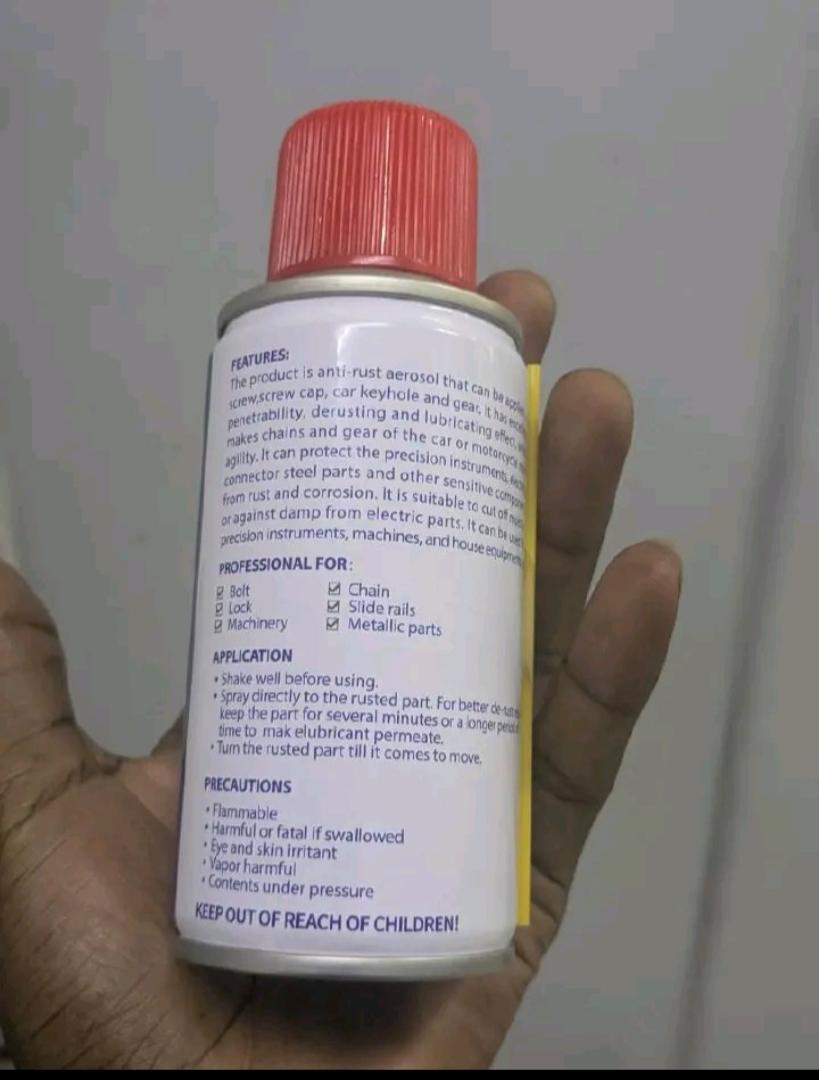 FEATURES:
The product is anti-rust aerosol that can be
screw,screw cap, car keyhole and gear, it has
penetrability, derusting and lubricating effect,
makes chains and gear of the car or motorcycle
agility. It can protect the precision instruments,
connector steel parts and other sensitive
from rust and corrosion. It is suitable to cut off
or against damp from electric parts. It can be
precision instruments, machines, and house
PROFESSIONAL FOR:
☑ Bolt ☑ Chain
☑ Lock ☑ Slide rails
☑ Machinery ☑ Metallic parts
APPLICATION
• Shake well before using.
• Spray directly to the rusted part. For better
keep the part for several minutes or a longer
time to mak elubricant permeate.
• Turn the rusted part till it comes to move.
PRECAUTIONS
• Flammable
• Harmful or fatal if swallowed
• Eye and skin irritant
• Vapor harmful
• Contents under pressure
KEEP OUT OF REACH OF CHILDREN!